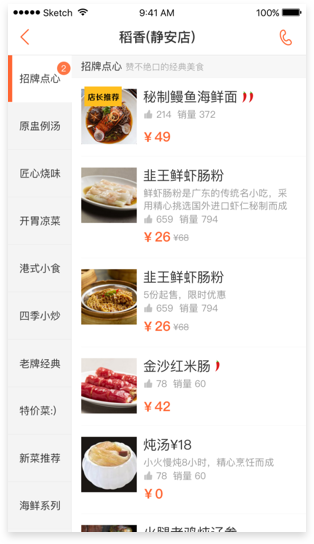 Sketch 9:41 AM 100%
稻香(静安店)
招牌点心 2
原盅例汤
匠心烧味
开胃凉菜
港式小食
四季小炒
老牌经典
特价菜:)
新菜推荐
海鲜系列
招牌点心 赞不绝口的经典美食
店长推荐
秘制鳗鱼海鲜面
214 销量 372
¥49
韭王鲜虾肠粉
鲜虾肠粉是广东的传统名小吃，采
用精心挑选国外进口虾仁秘制而成
659 销量 794
¥26 ¥68
韭王鲜虾肠粉
5份起售，限时优惠
659 销量 794
¥26 ¥68
金沙红米肠
78 销量 60
¥42
炖汤¥18
小火慢炖8小时，精心烹饪而成
78 销量 60
¥0